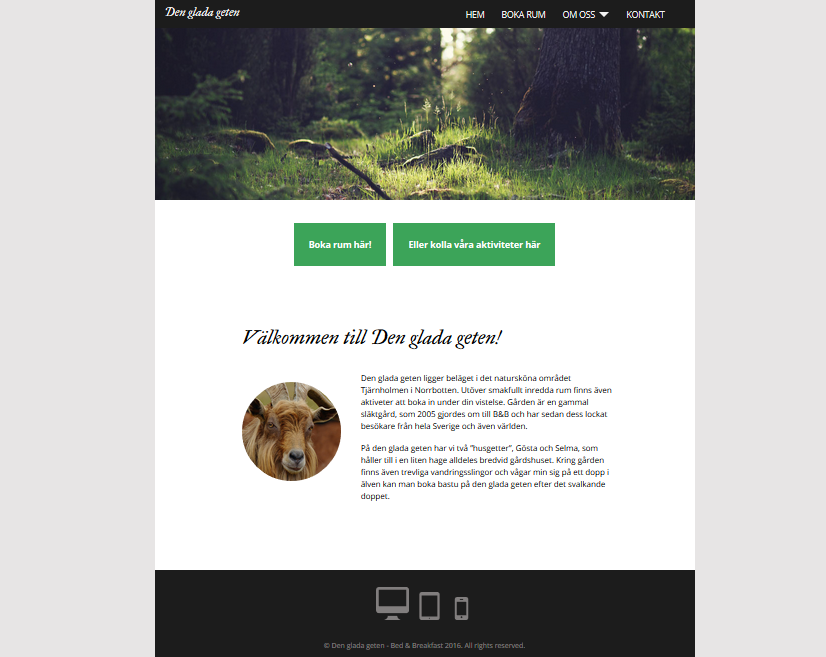 Den glada geten
HEM BOKA RUM OM OSS KONTAKT
Boka rum här! Eller kolla våra aktiviteter här
Välkommen till Den glada geten!
Den glada geten ligger beläget i det natursköna området
Tjärnholmen i Norrbotten. Utöver smakfullt inredda rum finns även
aktiveter att boka in under din vistelse. Gården är en gammal
släktgård, som 2005 gjordes om till B&B och har sedan dess lockat
besökare från hela Sverige och även världen.
På den glada geten har vi två "husgetter", Gösta och Selma, som
håller till i en liten hage alldeles bredvid gårdshuset. Kring gården
finns även trevliga vandringsslingor och vågar min sig på ett dopp i
älven kan man boka bastu på den glada geten efter det svalkande
doppet.
© Den glada geten - Bed & Breakfast 2016. All rights reserved.